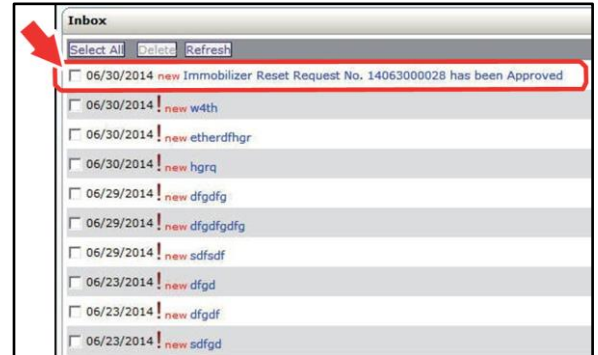 Inbox
Select All Delete Refresh
06/30/2014 new Immobilizer Reset Request No. 14063000028 has been Approved
06/30/2014 ! new w4th
06/30/2014 ! new etherdfhgr
06/30/2014 ! new hgrq
06/29/2014 ! new dfgdfg
06/29/2014 ! new dfgdfgdfg
06/29/2014 ! new sdfsdf
06/23/2014 ! new dfgd
06/23/2014 ! new dfgdf
06/23/2014 ! new sdfgd